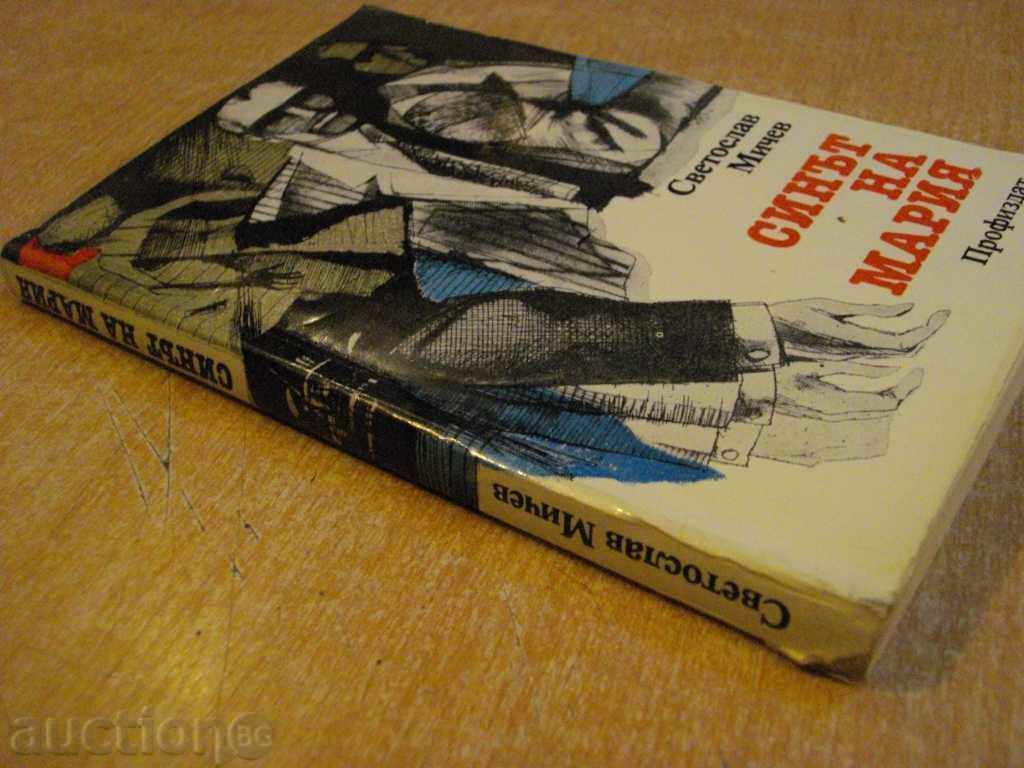 Светослав
Мичев
СИНЪТ
НА
МАРИЯ
Профиздат
СИНЪТ НА МАРИЯ
Светослав Мичев
auction BG